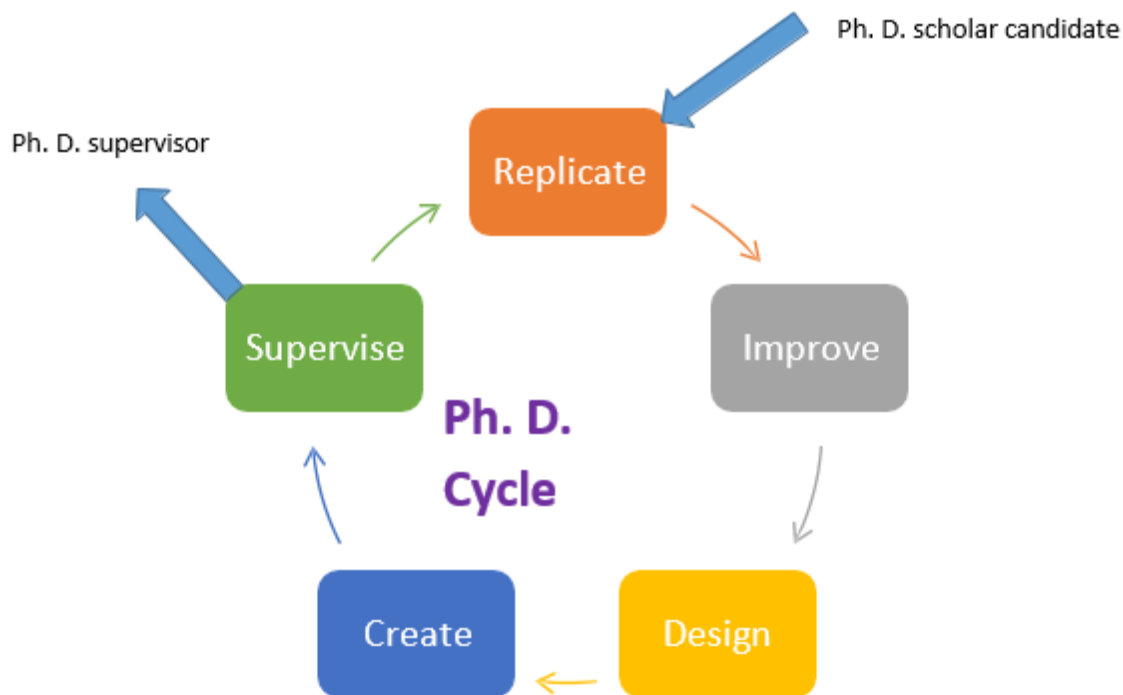 Ph. D. scholar candidate
Ph. D. supervisor
Replicate
Supervise
Improve
Ph. D.
Cycle
Create
Design